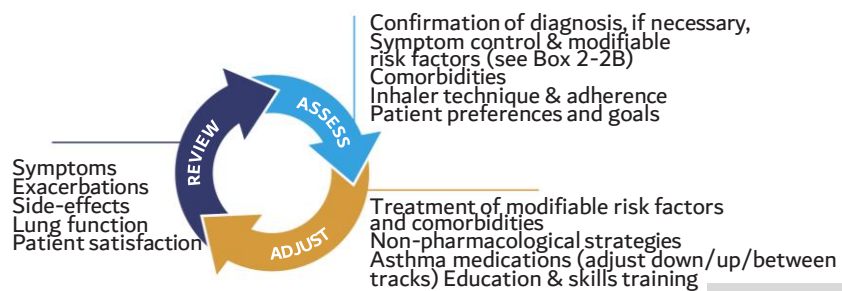 Confirmation of diagnosis, if necessary,
Symptom control & modifiable
risk factors (see Box 2-2B)
Comorbidities
Inhaler technique & adherence
Patient preferences and goals
ASSESS
REVIEW
Symptoms
Exacerbations
Side-effects
Lung function
Patient satisfaction
ADJUST
Treatment of modifiable risk factors
and comorbidities
Non-pharmacological strategies
Asthma medications (adjust down/up/between
tracks) Education & skills training